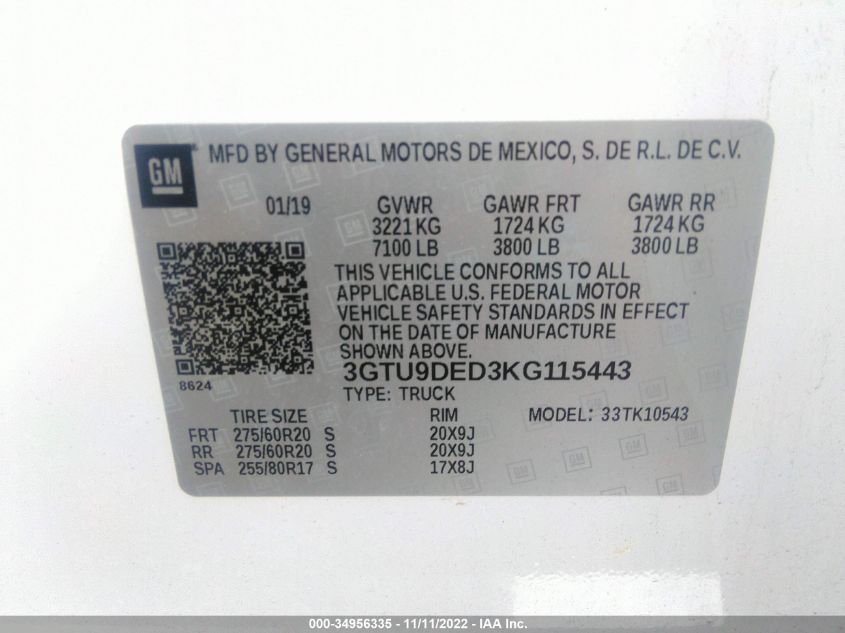 GM
MFD BY GENERAL MOTORS DE MEXICO, S. DE R.L. DE C.V.
01/19 GVWR GAWR FRT GAWR RR
3221 KG 1724 KG 1724 KG
7100 LB 3800 LB 3800 LB
THIS VEHICLE CONFORMS TO ALL
APPLICABLE U.S. FEDERAL MOTOR
VEHICLE SAFETY STANDARDS IN EFFECT
ON THE DATE OF MANUFACTURE
SHOWN ABOVE.
3GTU9DED3KG115443
8624
TYPE: TRUCK
TIRE SIZE RIM MODEL: 33TK10543
FRT 275/60R20 S 20X9J
RR 275/60R20 S 20X9J
SPA 255/80R17 S 17X8J
000-34956335 - 11/11/2022 - IAA Inc.